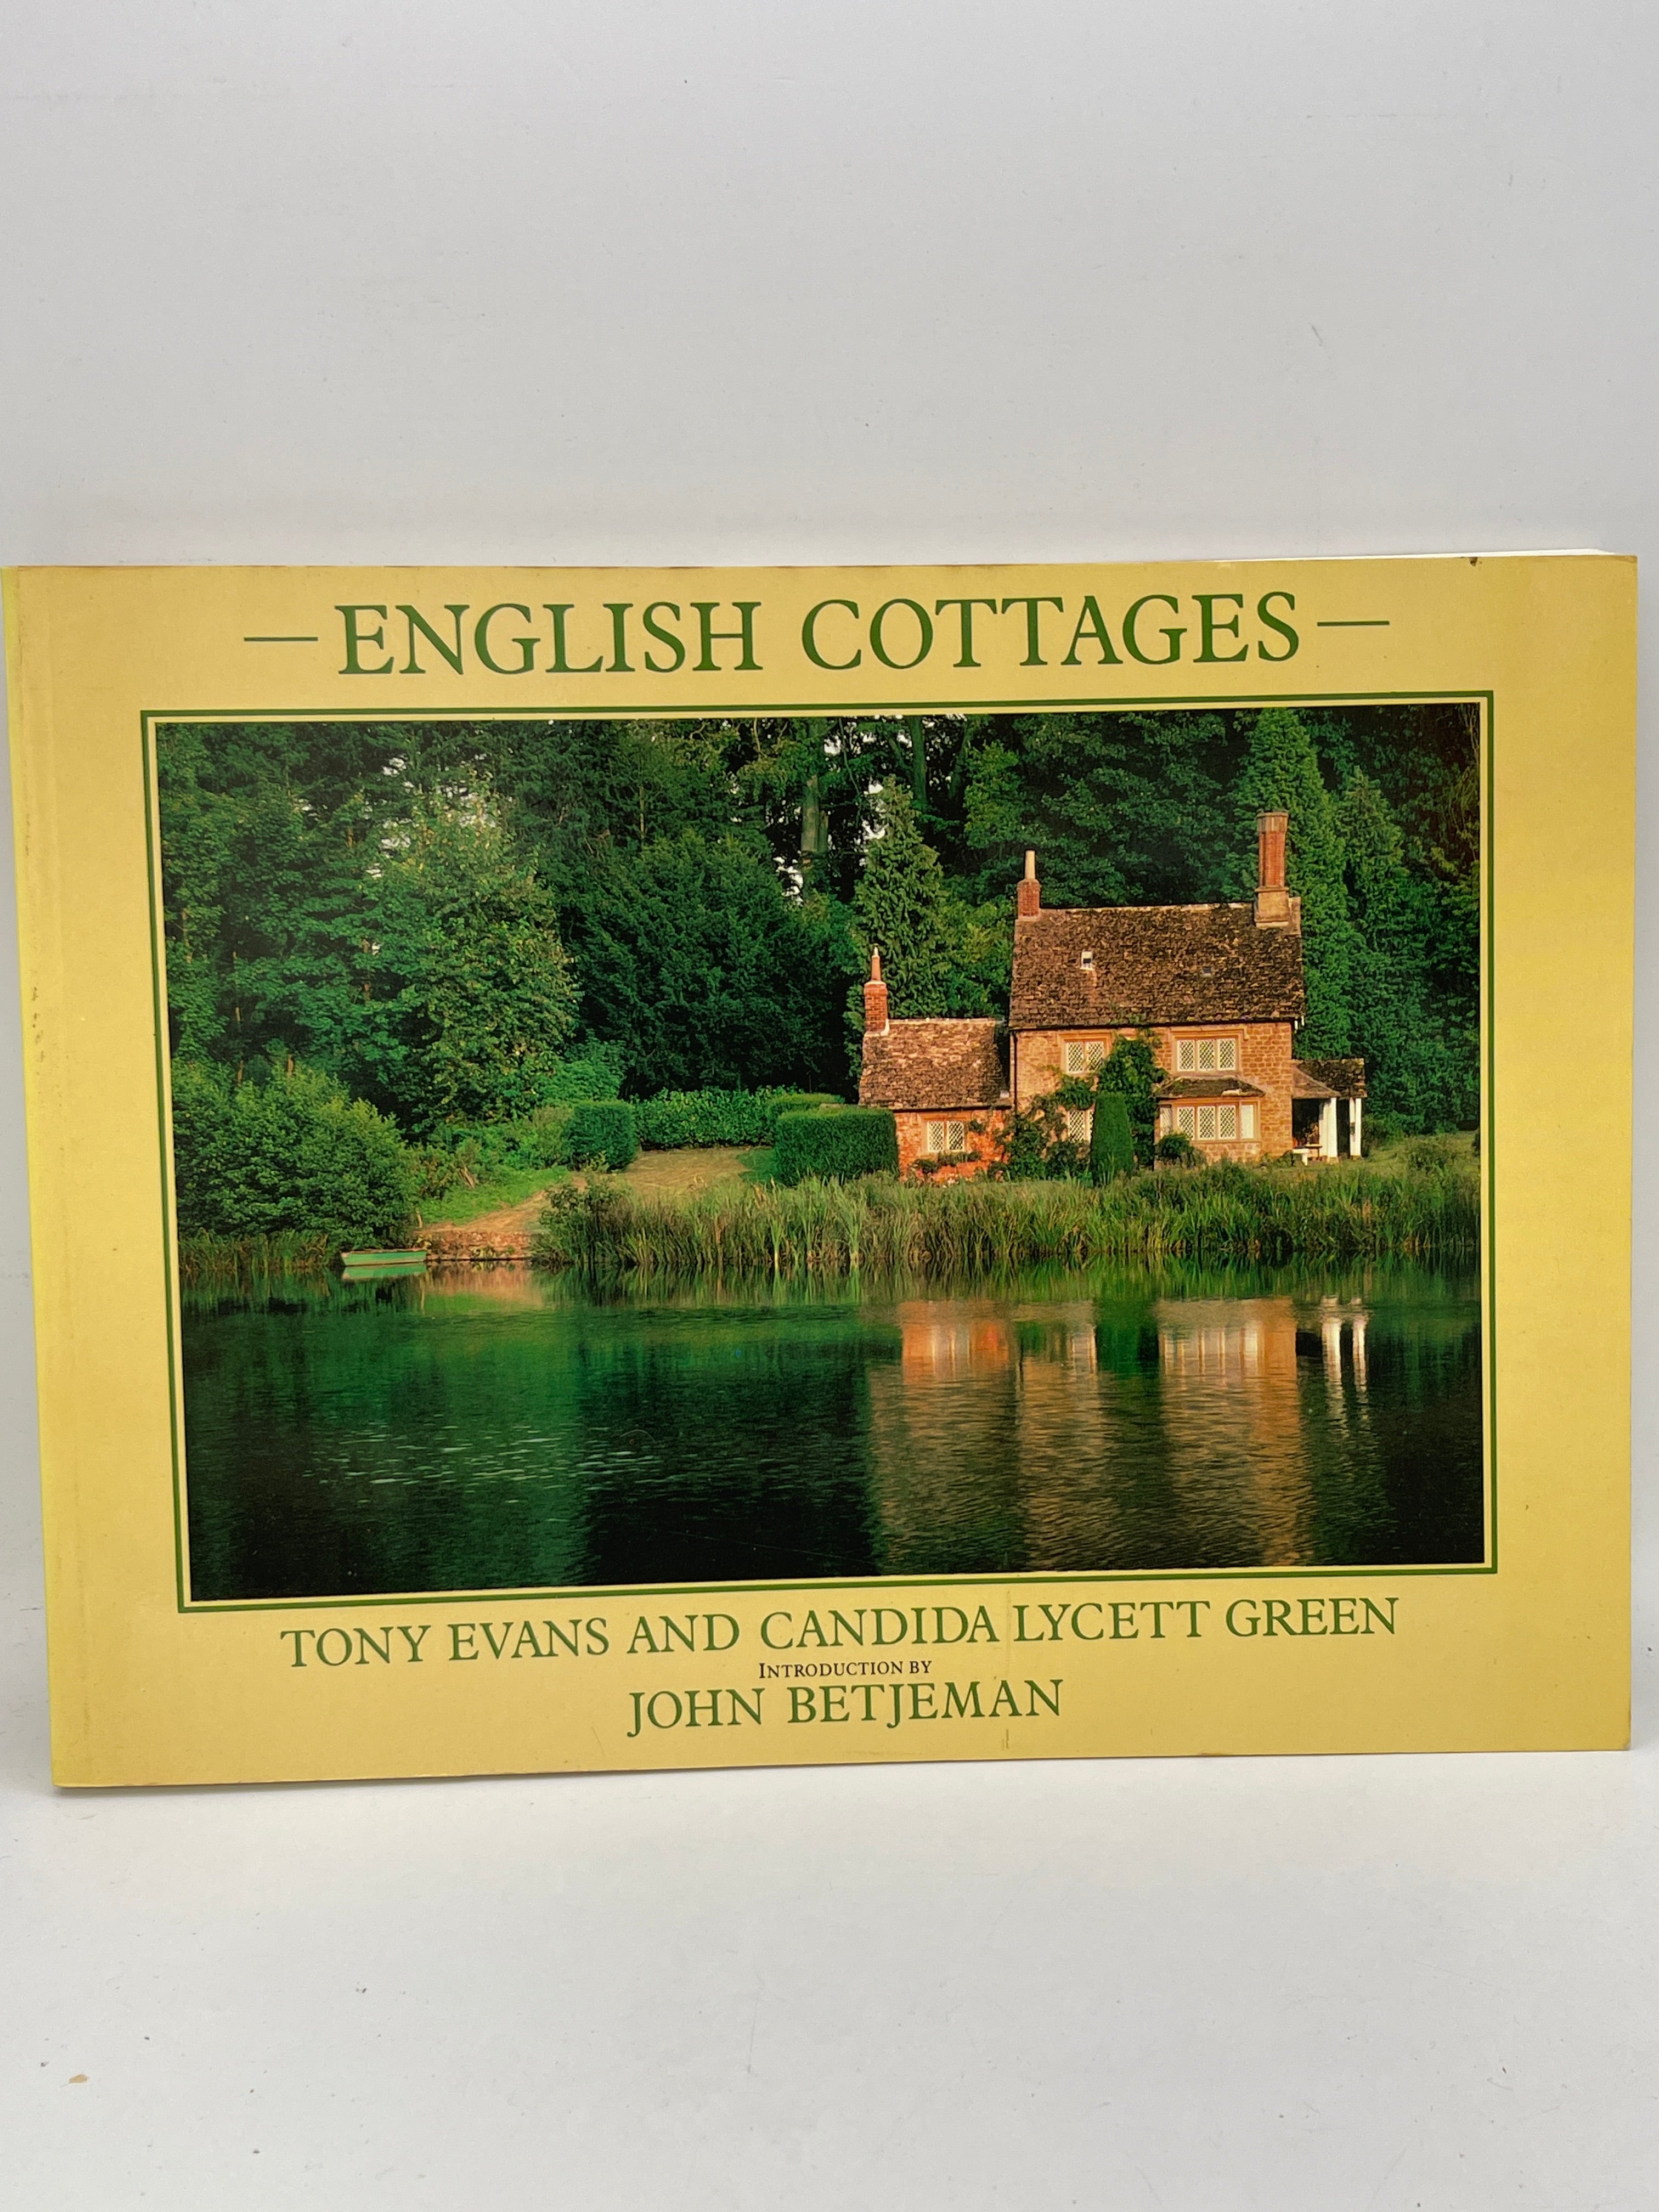 — ENGLISH COTTAGES —
TONY EVANS AND CANDIDA LYCETT GREEN
INTRODUCTION BY
JOHN BETJEMAN